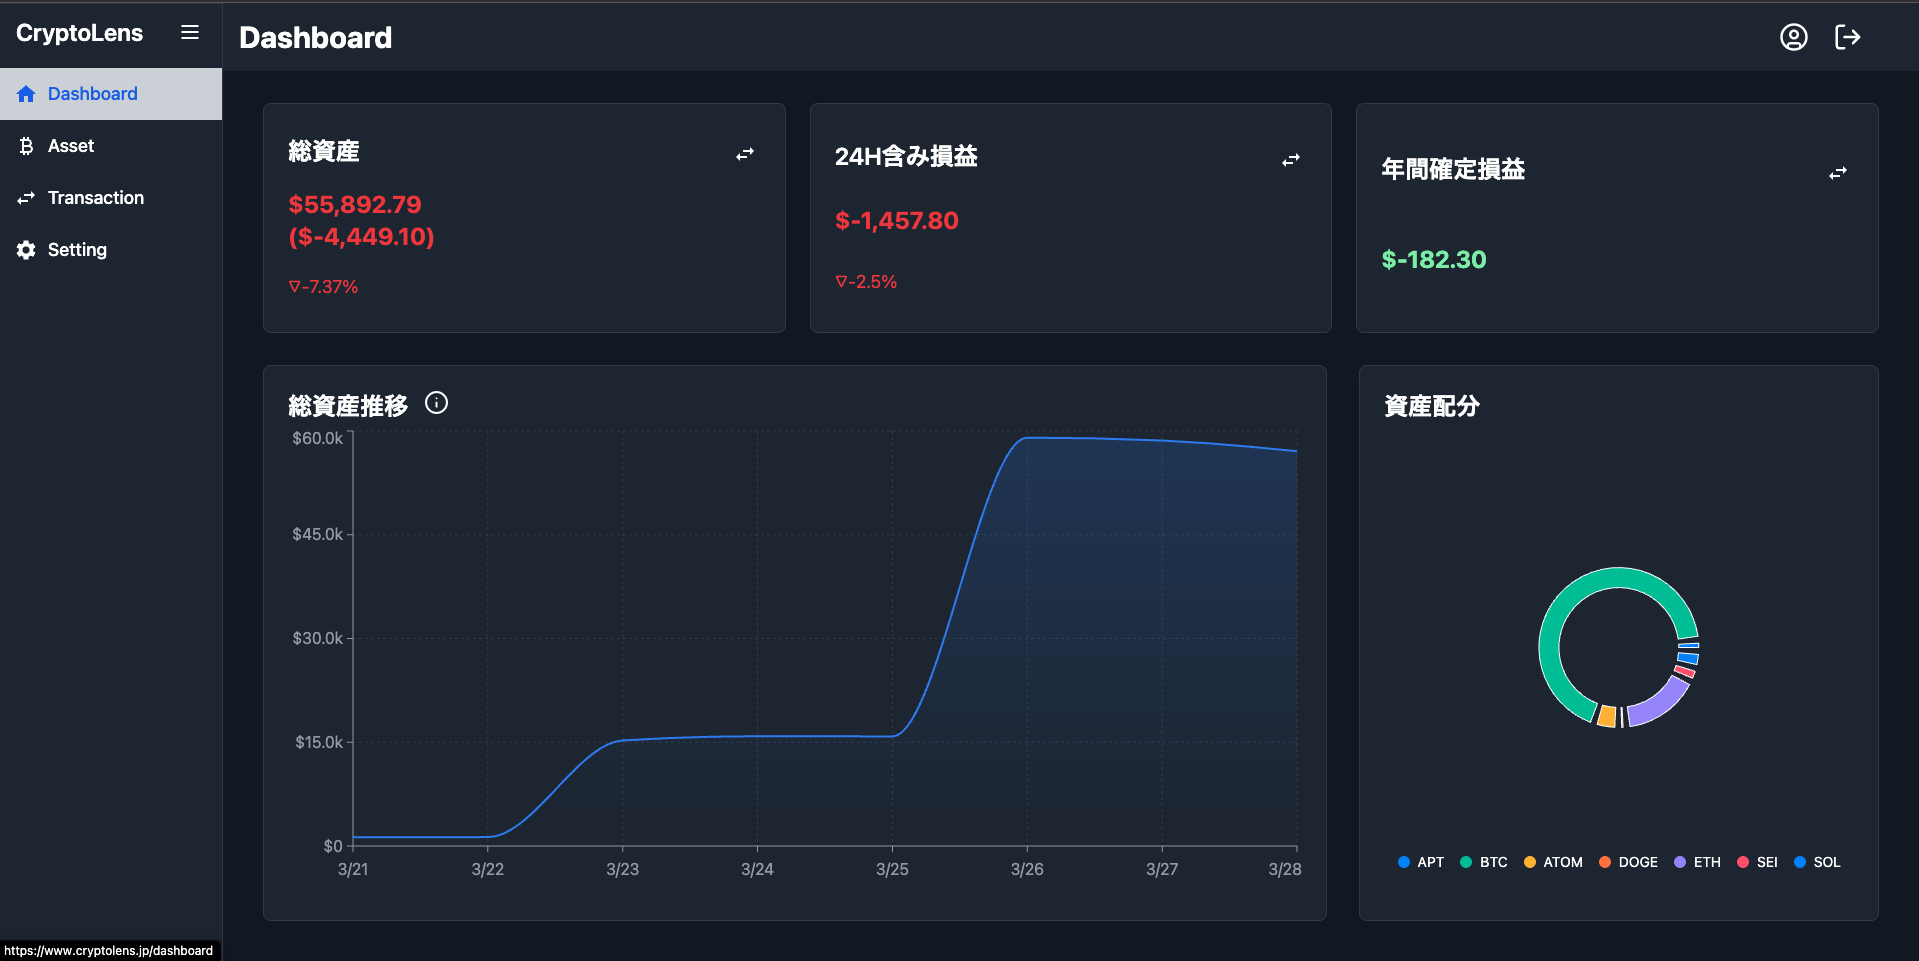 CryptoLens
Dashboard
Dashboard
Asset
Transaction
Setting
総資産
$55,892.79
($-4,449.10)
▽-7.37%
24H含み損益
$-1,457.80
▽-2.5%
年間確定損益
$-182.30
総資産推移
$60.0k
$45.0k
$30.0k
$15.0k
$0
3/21 3/22 3/23 3/24 3/25 3/26 3/27 3/28
資産配分
APT BTC ATOM DOGE ETH SEI SOL
https://www.cryptolens.jp/dashboard